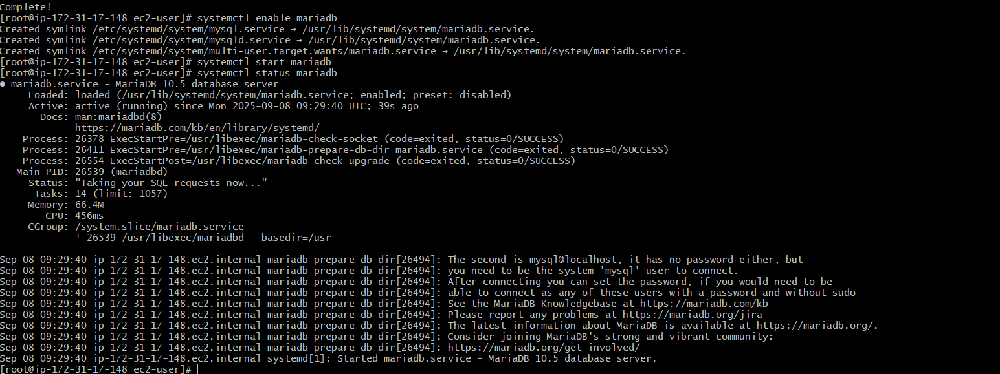 Complete!
[root@ip-172-31-17-148 ec2-user]# systemctl enable mariadb
Created symlink /etc/systemd/system/mysql.service → /usr/lib/systemd/system/mariadb.service.
Created symlink /etc/systemd/system/mysqld.service → /usr/lib/systemd/system/mariadb.service.
Created symlink /etc/systemd/system/multi-user.target.wants/mariadb.service → /usr/lib/systemd/system/mariadb.service.
[root@ip-172-31-17-148 ec2-user]# systemctl start mariadb
[root@ip-172-31-17-148 ec2-user]# systemctl status mariadb
● mariadb.service - MariaDB 10.5 database server
     Loaded: loaded (/usr/lib/systemd/system/mariadb.service; enabled; preset: disabled)
     Active: active (running) since Mon 2025-09-08 09:29:40 UTC; 39s ago
       Docs: man:mariadbd(8)
             https://mariadb.com/kb/en/library/systemd/
    Process: 26378 ExecStartPre=/usr/libexec/mariadb-check-socket (code=exited, status=0/SUCCESS)
    Process: 26411 ExecStartPre=/usr/libexec/mariadb-prepare-db-dir mariadb.service (code=exited, status=0/SUCCESS)
    Process: 26554 ExecStartPost=/usr/libexec/mariadb-check-upgrade (code=exited, status=0/SUCCESS)
   Main PID: 26539 (mariadbd)
     Status: "Taking your SQL requests now..."
      Tasks: 14 (limit: 1057)
     Memory: 66.4M
        CPU: 456ms
     CGroup: /system.slice/mariadb.service
             └─26539 /usr/libexec/mariadbd --basedir=/usr
Sep 08 09:29:40 ip-172-31-17-148.ec2.internal mariadb-prepare-db-dir[26494]: The second is mysql@localhost, it has no password either, but
Sep 08 09:29:40 ip-172-31-17-148.ec2.internal mariadb-prepare-db-dir[26494]: you need to be the system 'mysql' user to connect.
Sep 08 09:29:40 ip-172-31-17-148.ec2.internal mariadb-prepare-db-dir[26494]: After connecting you can set the password, if you would need to be
Sep 08 09:29:40 ip-172-31-17-148.ec2.internal mariadb-prepare-db-dir[26494]: able to connect as any of these users with a password and without sudo
Sep 08 09:29:40 ip-172-31-17-148.ec2.internal mariadb-prepare-db-dir[26494]: See the MariaDB Knowledgebase at https://mariadb.com/kb
Sep 08 09:29:40 ip-172-31-17-148.ec2.internal mariadb-prepare-db-dir[26494]: Please report any problems at https://mariadb.org/jira
Sep 08 09:29:40 ip-172-31-17-148.ec2.internal mariadb-prepare-db-dir[26494]: The latest information about MariaDB is available at https://mariadb.org/.
Sep 08 09:29:40 ip-172-31-17-148.ec2.internal mariadb-prepare-db-dir[26494]: Consider joining MariaDB's strong and vibrant community:
Sep 08 09:29:40 ip-172-31-17-148.ec2.internal mariadb-prepare-db-dir[26494]: https://mariadb.org/get-involved/
Sep 08 09:29:40 ip-172-31-17-148.ec2.internal systemd[1]: Started mariadb.service - MariaDB 10.5 database server.
[root@ip-172-31-17-148 ec2-user]#